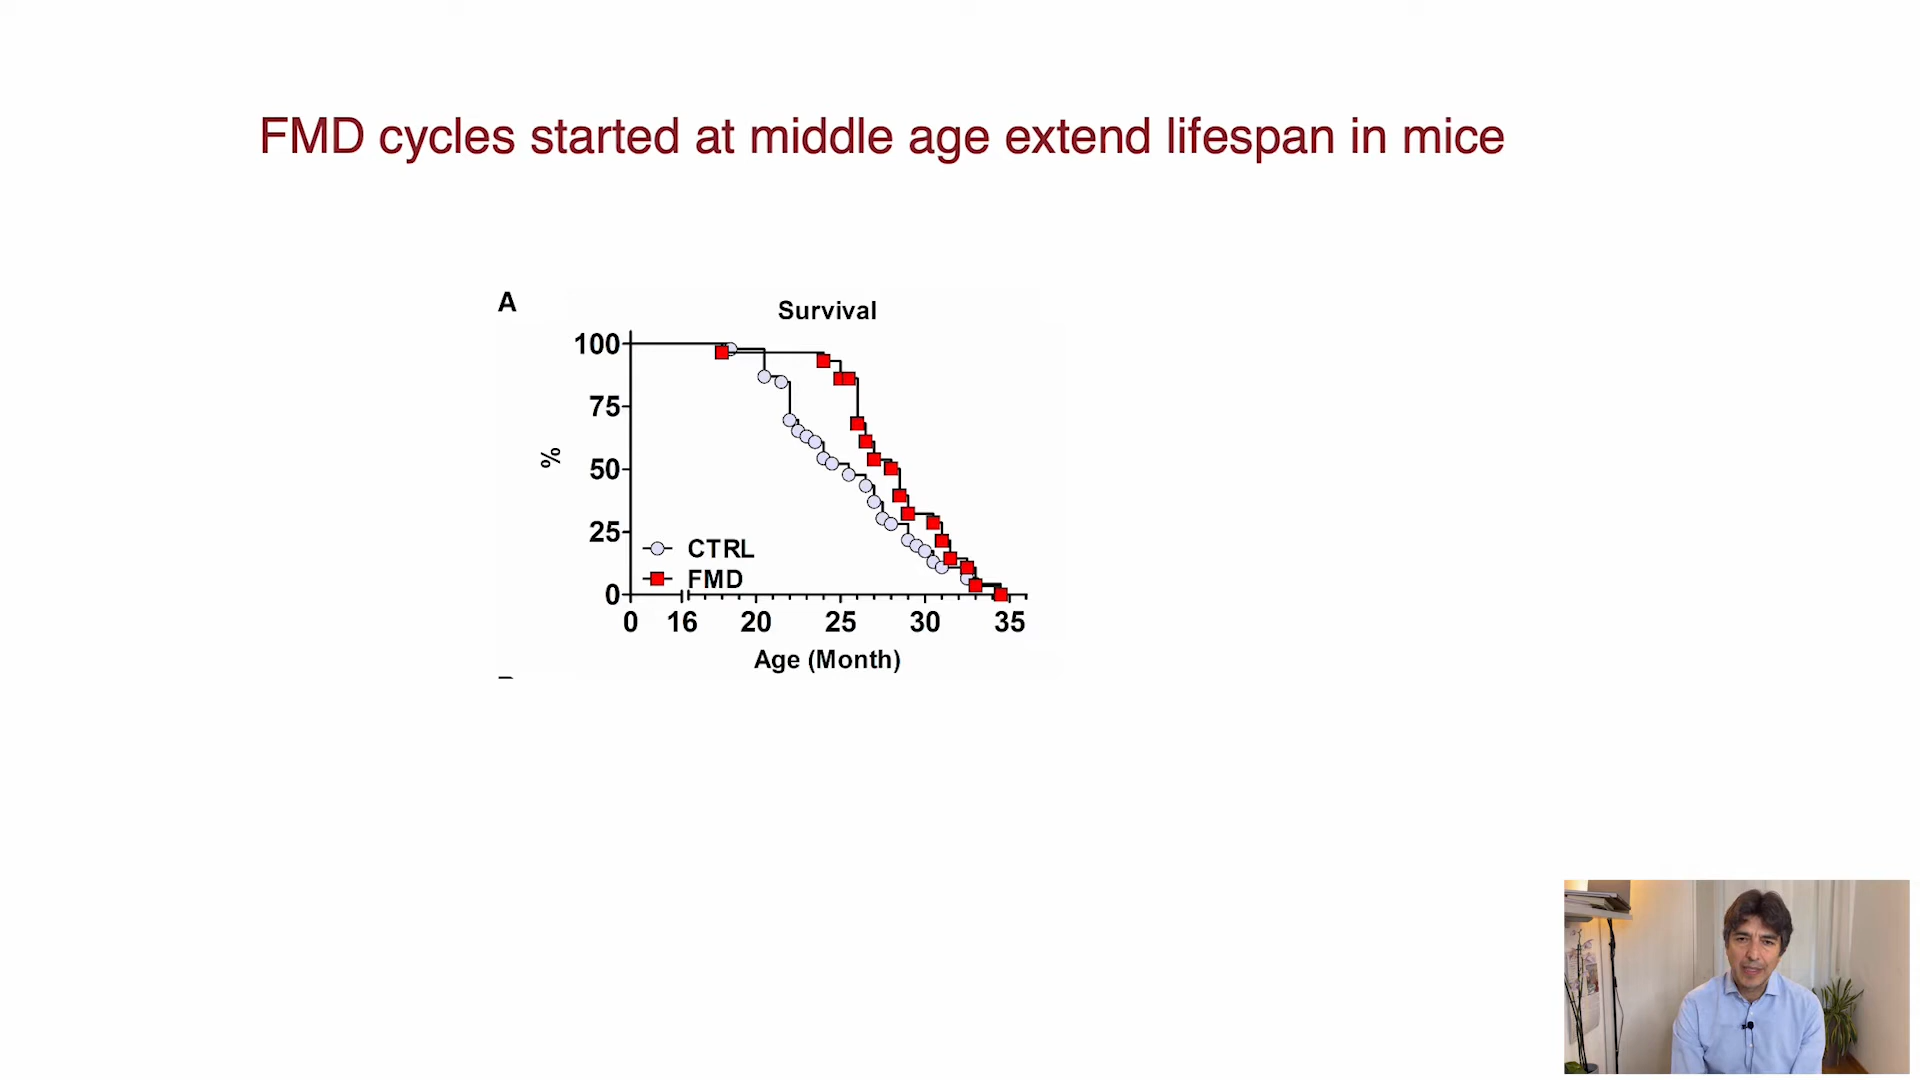 FMD cycles started at middle age extend lifespan in mice
A
Survival
100
75
50
25
0
%
CTRL
FMD
0 16 20 25 30 35
Age (Month)